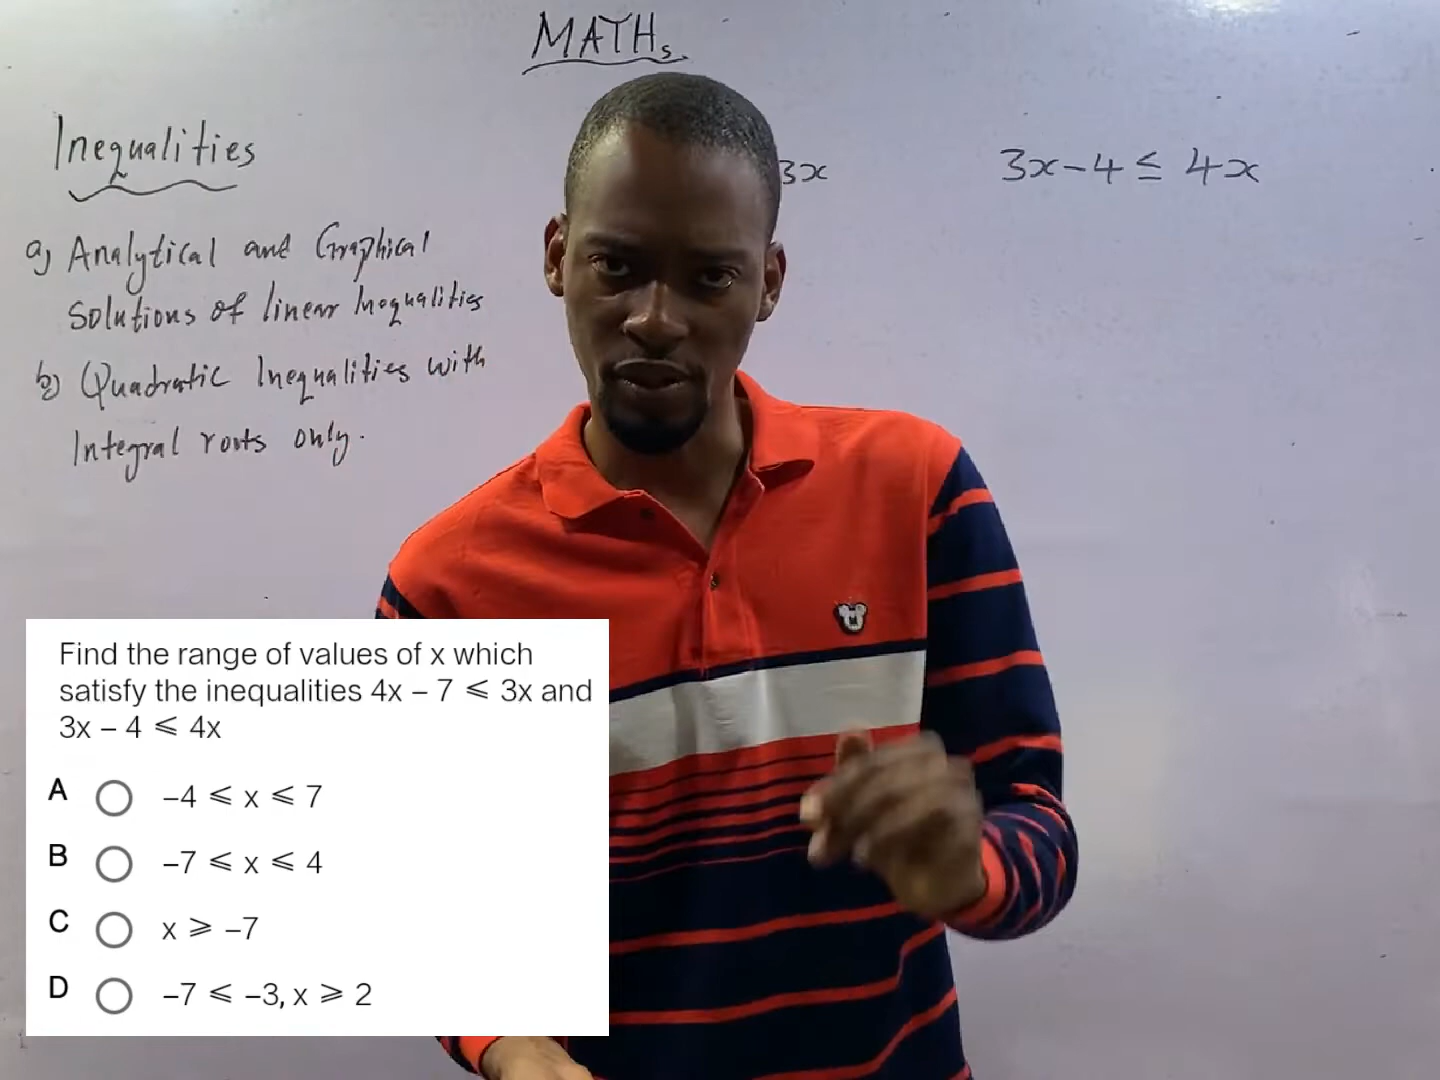 MATHs
Inequalities
a) Analytical and Graphical
Solutions of linear Inequalities
b) Quadratic Inequalities with
Integral roots only.
3x
3x-4 ≤ 4x
Find the range of values of x which
satisfy the inequalities 4x – 7 ⩽ 3x and
3x – 4 ⩽ 4x
A –4 ⩽ x ⩽ 7
B –7 ⩽ x ⩽ 4
C x ⩾ –7
D –7 ⩽ –3, x ⩾ 2